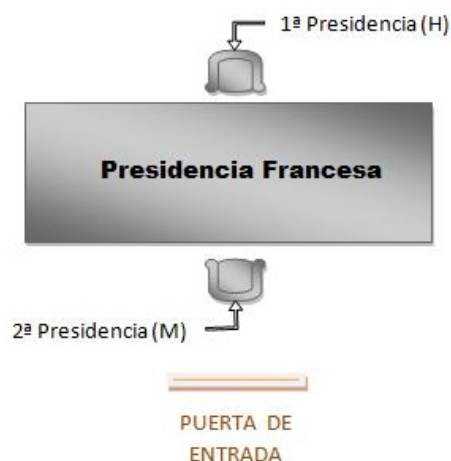 1ª Presidencia (H)
Presidencia Francesa
2ª Presidencia (M)
PUERTA DE
ENTRADA